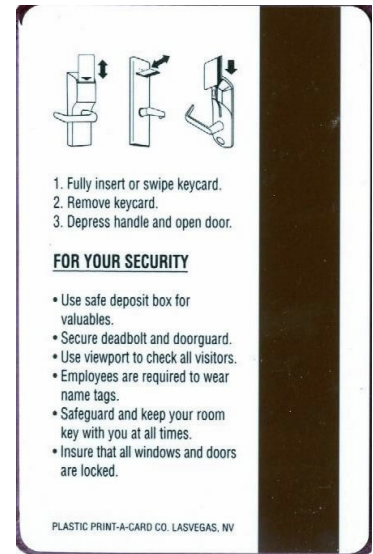 1. Fully insert or swipe keycard.
2. Remove keycard.
3. Depress handle and open door.
FOR YOUR SECURITY
• Use safe deposit box for
valuables.
• Secure deadbolt and doorguard.
• Use viewport to check all visitors.
• Employees are required to wear
name tags.
• Safeguard and keep your room
key with you at all times.
• Insure that all windows and doors
are locked.
PLASTIC PRINT-A-CARD CO. LASVEGAS, NV